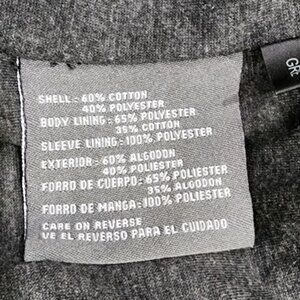 SHELL : 60% COTTON
40% POLYESTER
BODY LINING : 65% POLYESTER
35% COTTON
SLEEVE LINING : 100% POLYESTER
EXTERIOR : 60% ALGODON
40% POLIESTER
FORRO DE CUERPO : 65% POLIESTER
35% ALGODON
FORRO DE MANGA : 100% POLIESTER
CARE ON REVERSE
VE EL REVERSO PARA EL CUIDADO